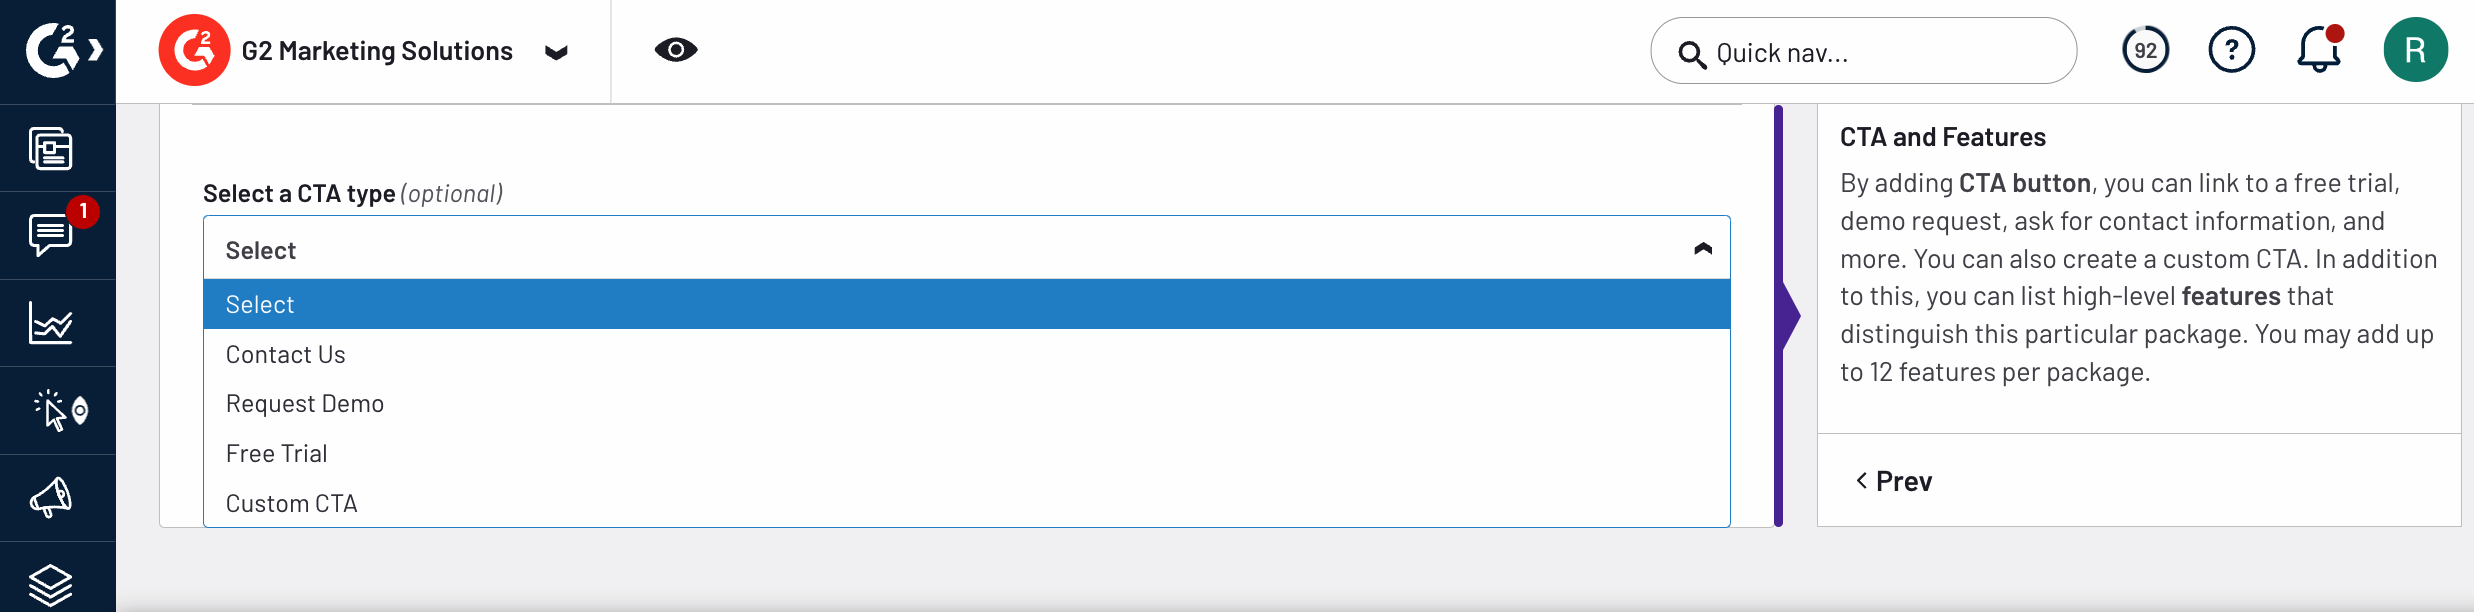 G2 Marketing Solutions
Quick nav...
92
?
R
1
Select a CTA type (optional)
Select
Select
Contact Us
Request Demo
Free Trial
Custom CTA
CTA and Features
By adding CTA button, you can link to a free trial,
demo request, ask for contact information, and
more. You can also create a custom CTA. In addition
to this, you can list high-level features that
distinguish this particular package. You may add up
to 12 features per package.
< Prev